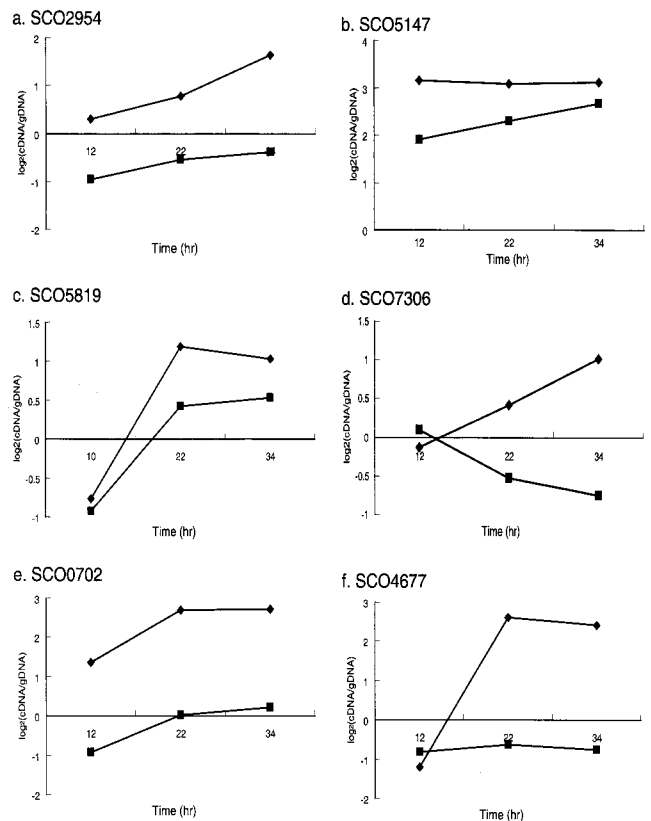 a. SCO2954
2
1
0
-1
-2
log2(cDNA/gDNA)
12
22
Time (hr)
b. SCO5147
4
3
2
1
0
log2(cDNA/gDNA)
12
22
34
Time (hr)
c. SCO5819
1.5
1
0.5
0
-0.5
-1
log2(cDNA/gDNA)
10
22
34
Time (hr)
d. SCO7306
1.5
1
0.5
0
-0.5
-1
log2(cDNA/gDNA)
12
22
34
Time (hr)
e. SCO0702
3
2
1
0
-1
-2
log2(cDNA/gDNA)
12
22
34
Time (hr)
f. SCO4677
3
2
1
0
-1
-2
log2(cDNA/gDNA)
12
22
34
Time (hr)